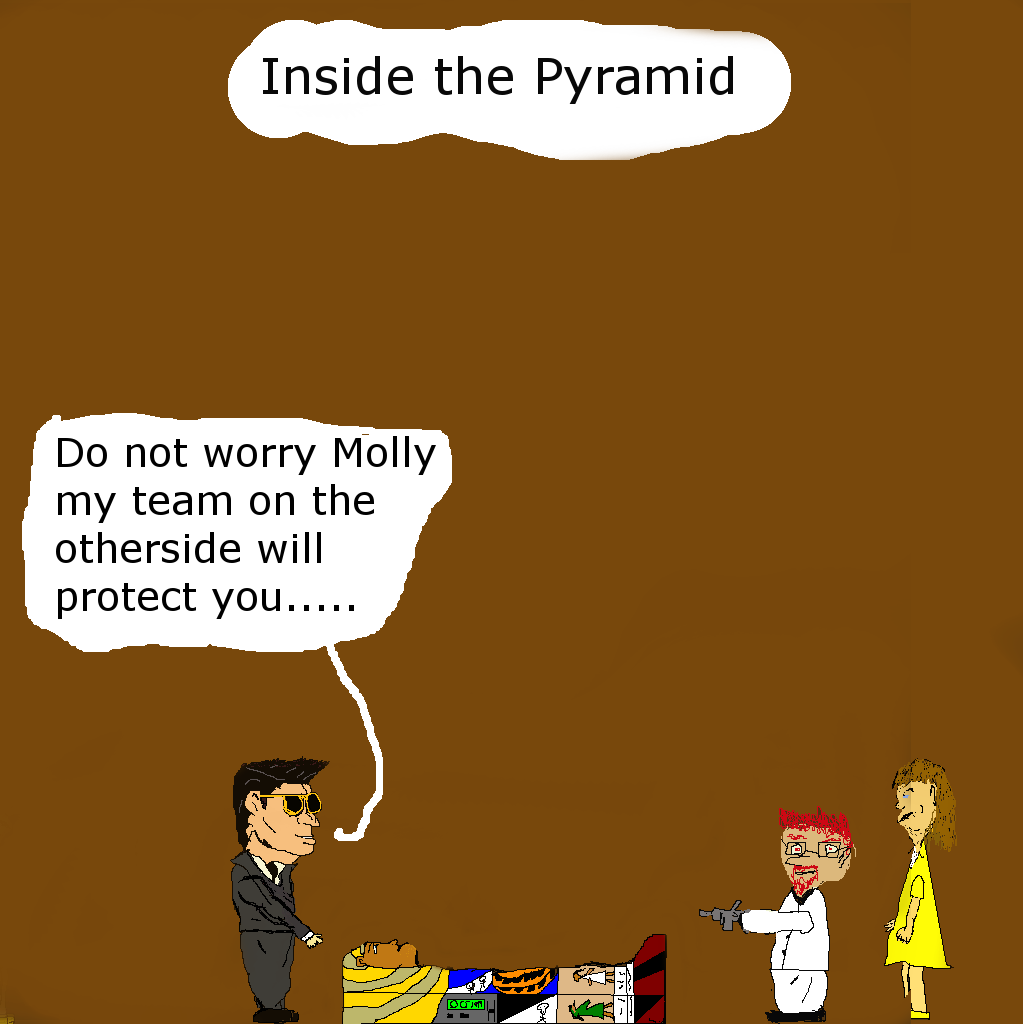 Inside the Pyramid
Do not worry Molly
my team on the
otherside will
protect you.....